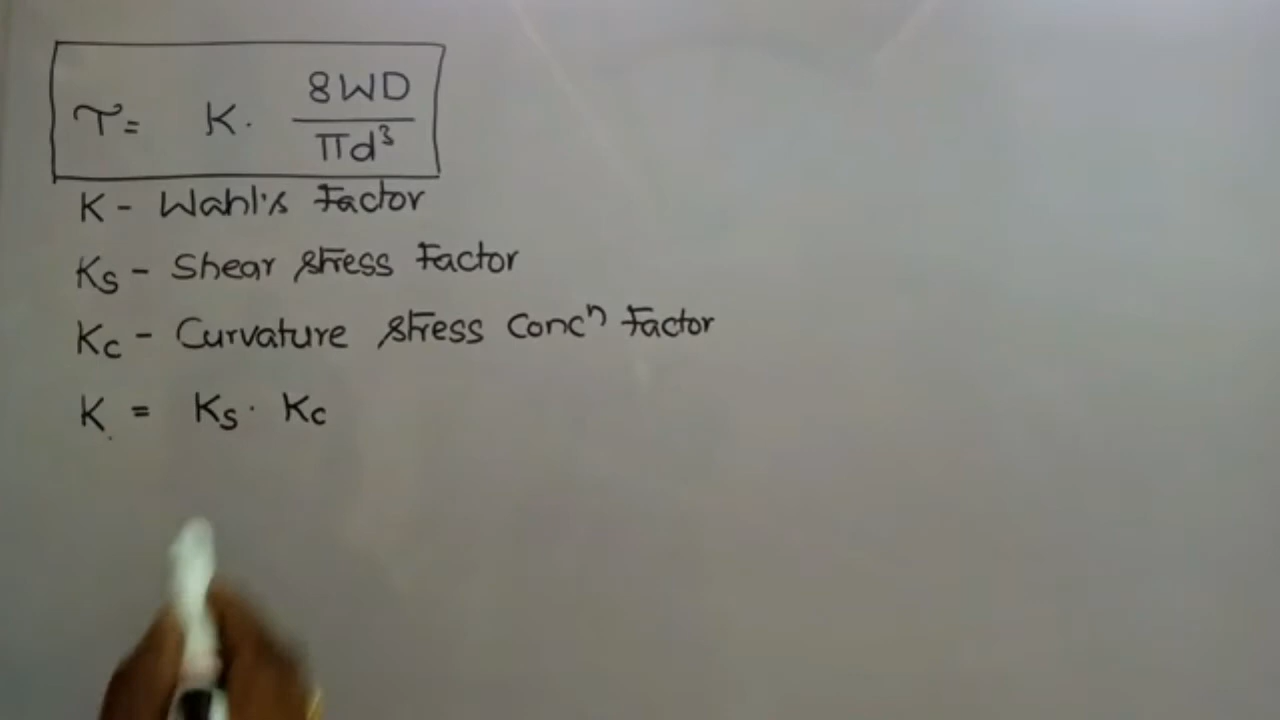 τ = K. 8WD / πd³
K - Wahl's Factor
Ks - Shear stress Factor
Kc - Curvature stress Concⁿ Factor
K = Ks . Kc